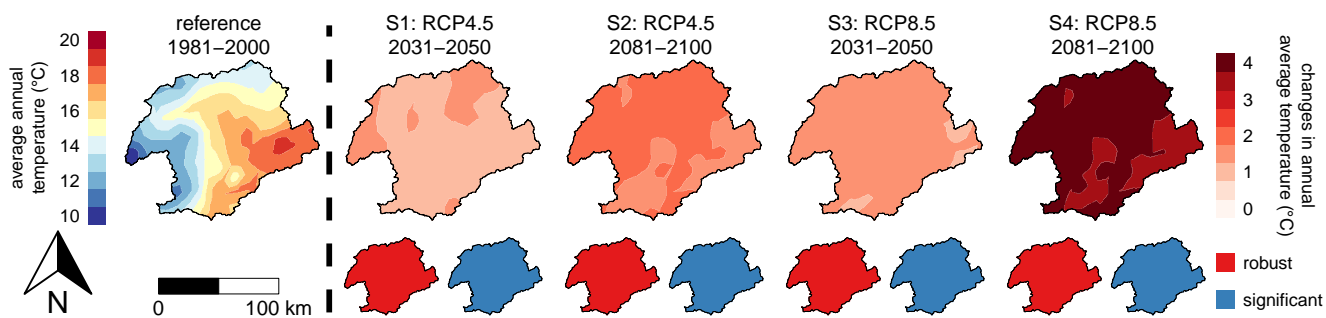 reference
1981–2000
S1: RCP4.5
2031–2050
S2: RCP4.5
2081–2100
S3: RCP8.5
2031–2050
S4: RCP8.5
2081–2100
average annual
temperature (°C)
20
18
16
14
12
10
4
3
2
1
0
changes in annual
average temperature (°C)
N
0
100 km
robust
significant